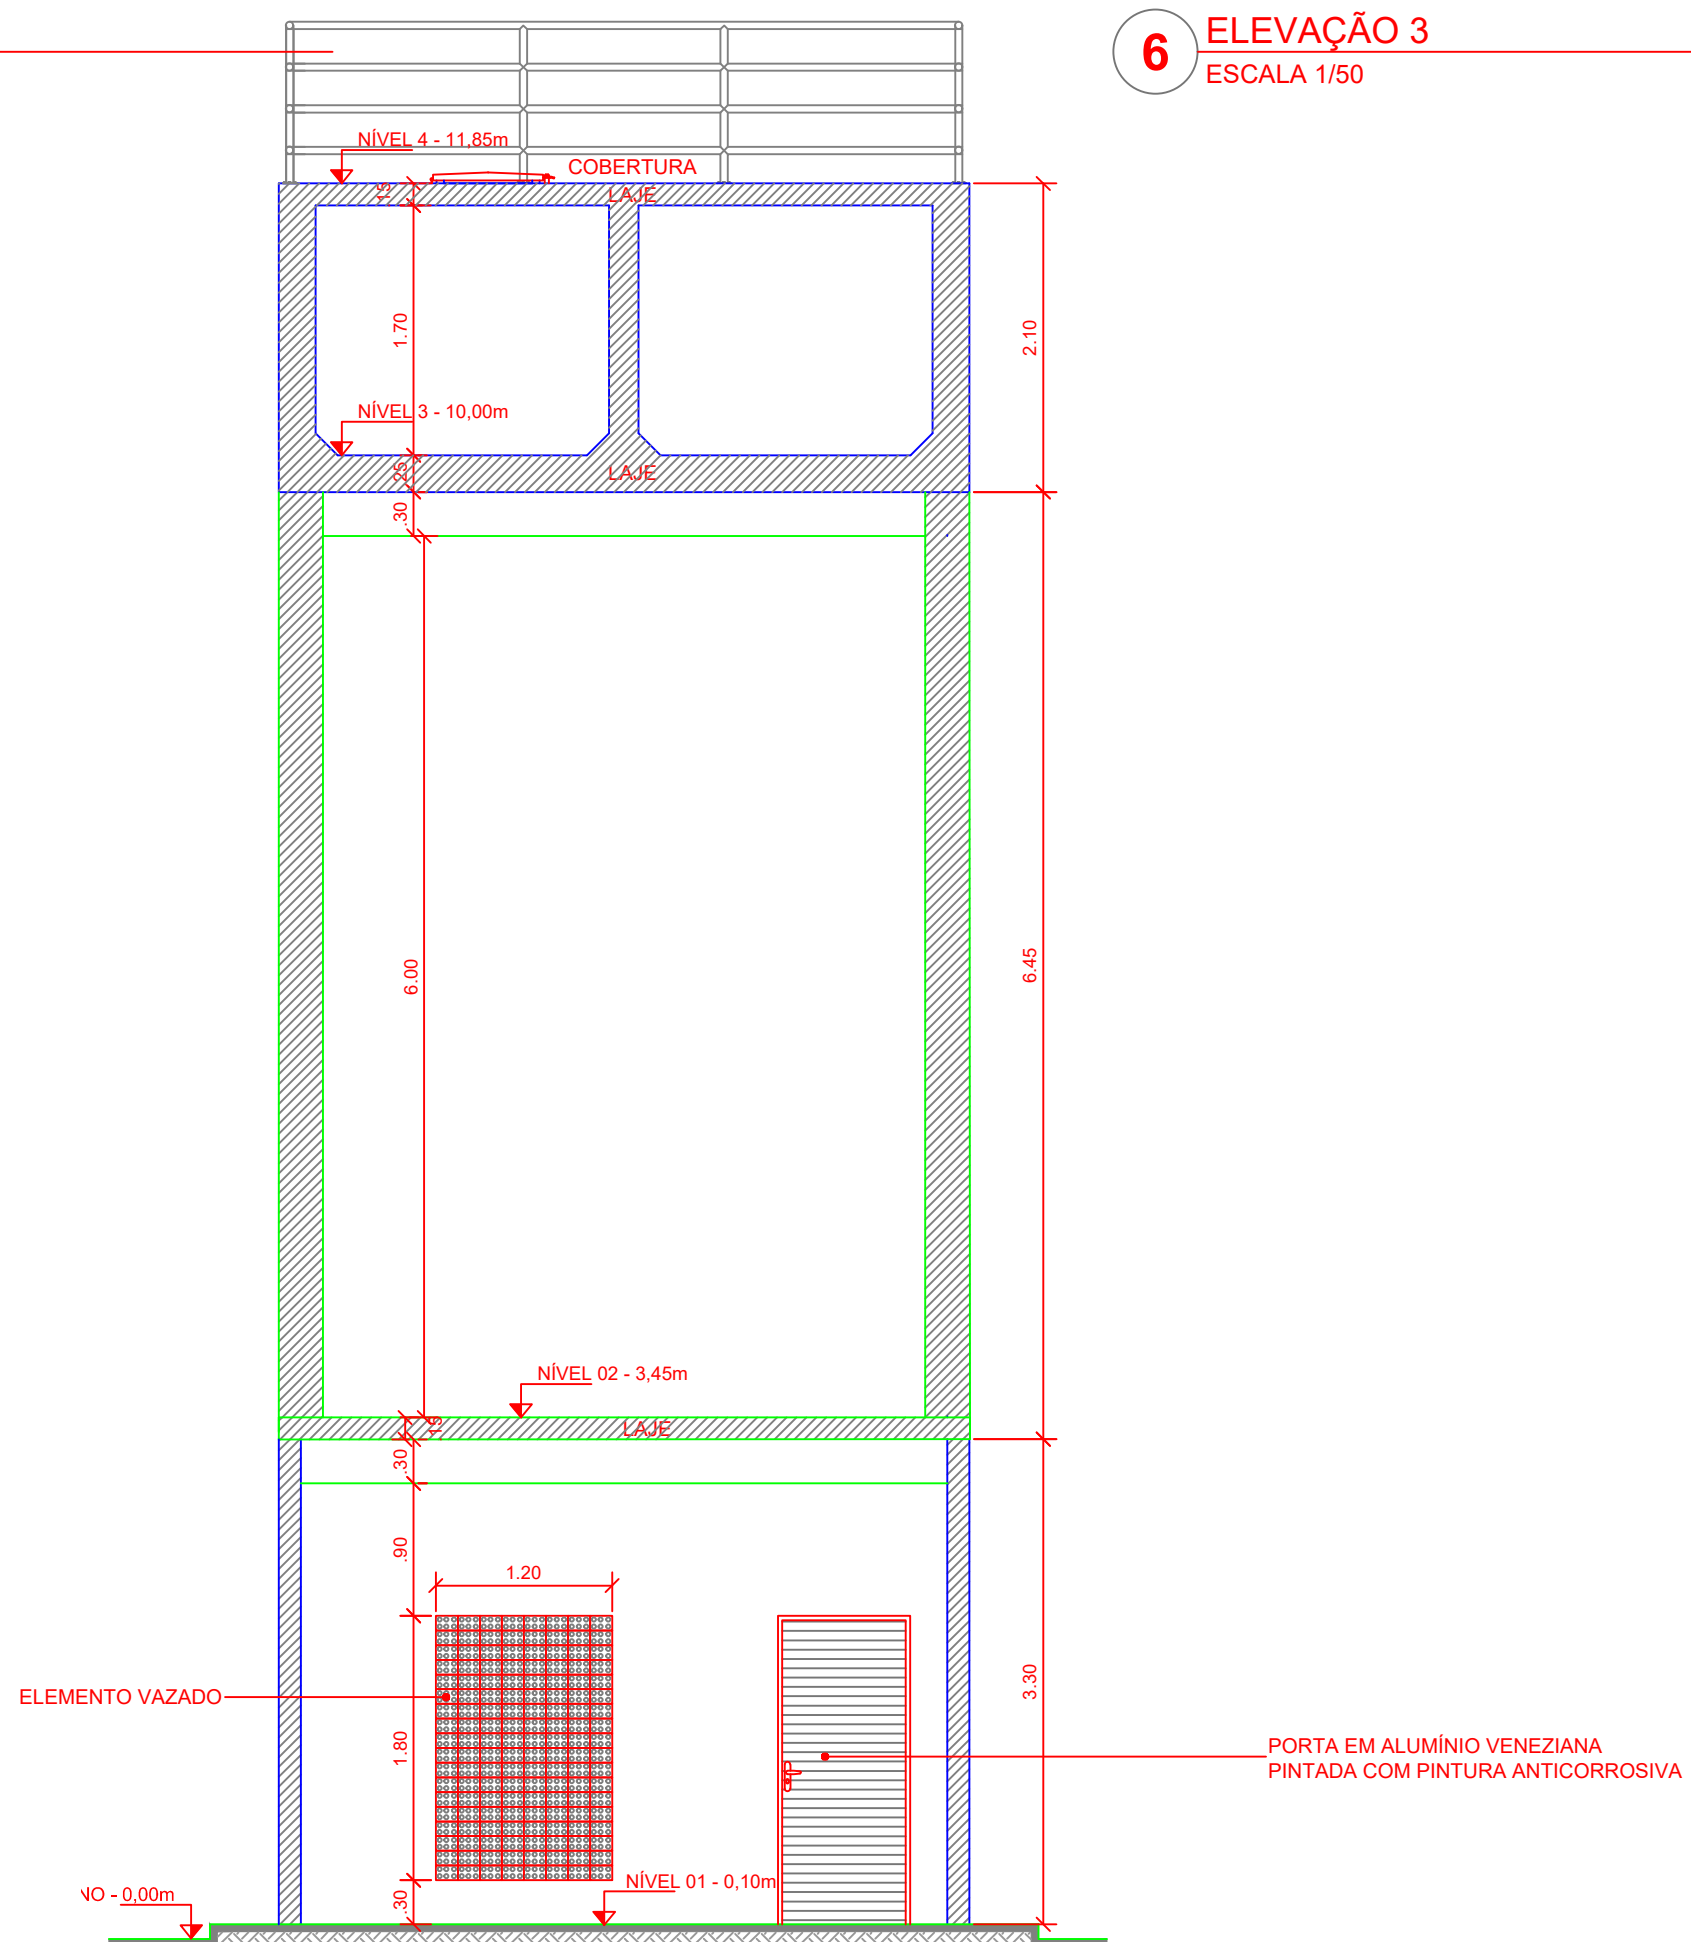 6
ELEVAÇÃO 3
ESCALA 1/50
NÍVEL 4 - 11,85m
COBERTURA
.15
LAJE
1.70
2.10
NÍVEL 3 - 10,00m
.25
LAJE
.30
6.00
6.45
NÍVEL 02 - 3,45m
.15
LAJE
.30
.90
1.20
3.30
ELEMENTO VAZADO
1.80
PORTA EM ALUMÍNIO VENEZIANA
PINTADA COM PINTURA ANTICORROSIVA
NÍVEL 01 - 0,10m
NO - 0,00m
.30